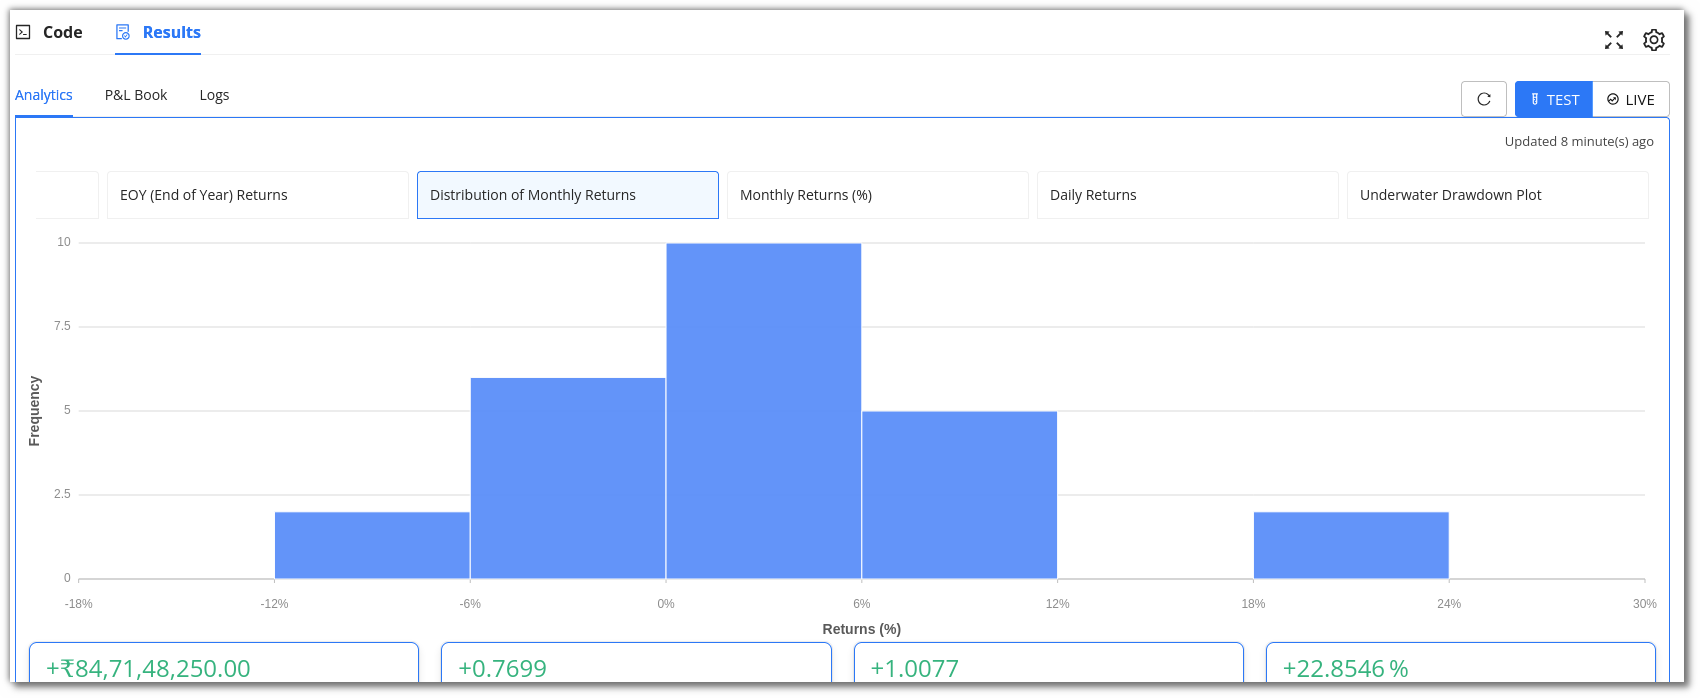 Code Results
Analytics P&L Book Logs
TEST LIVE
Updated 8 minute(s) ago
EOY (End of Year) Returns Distribution of Monthly Returns Monthly Returns (%) Daily Returns Underwater Drawdown Plot
10
7.5
5
2.5
0
Frequency
-18% -12% -6% 0% 6% 12% 18% 24% 30%
Returns (%)
+₹84,71,48,250.00 +0.7699 +1.0077 +22.8546 %